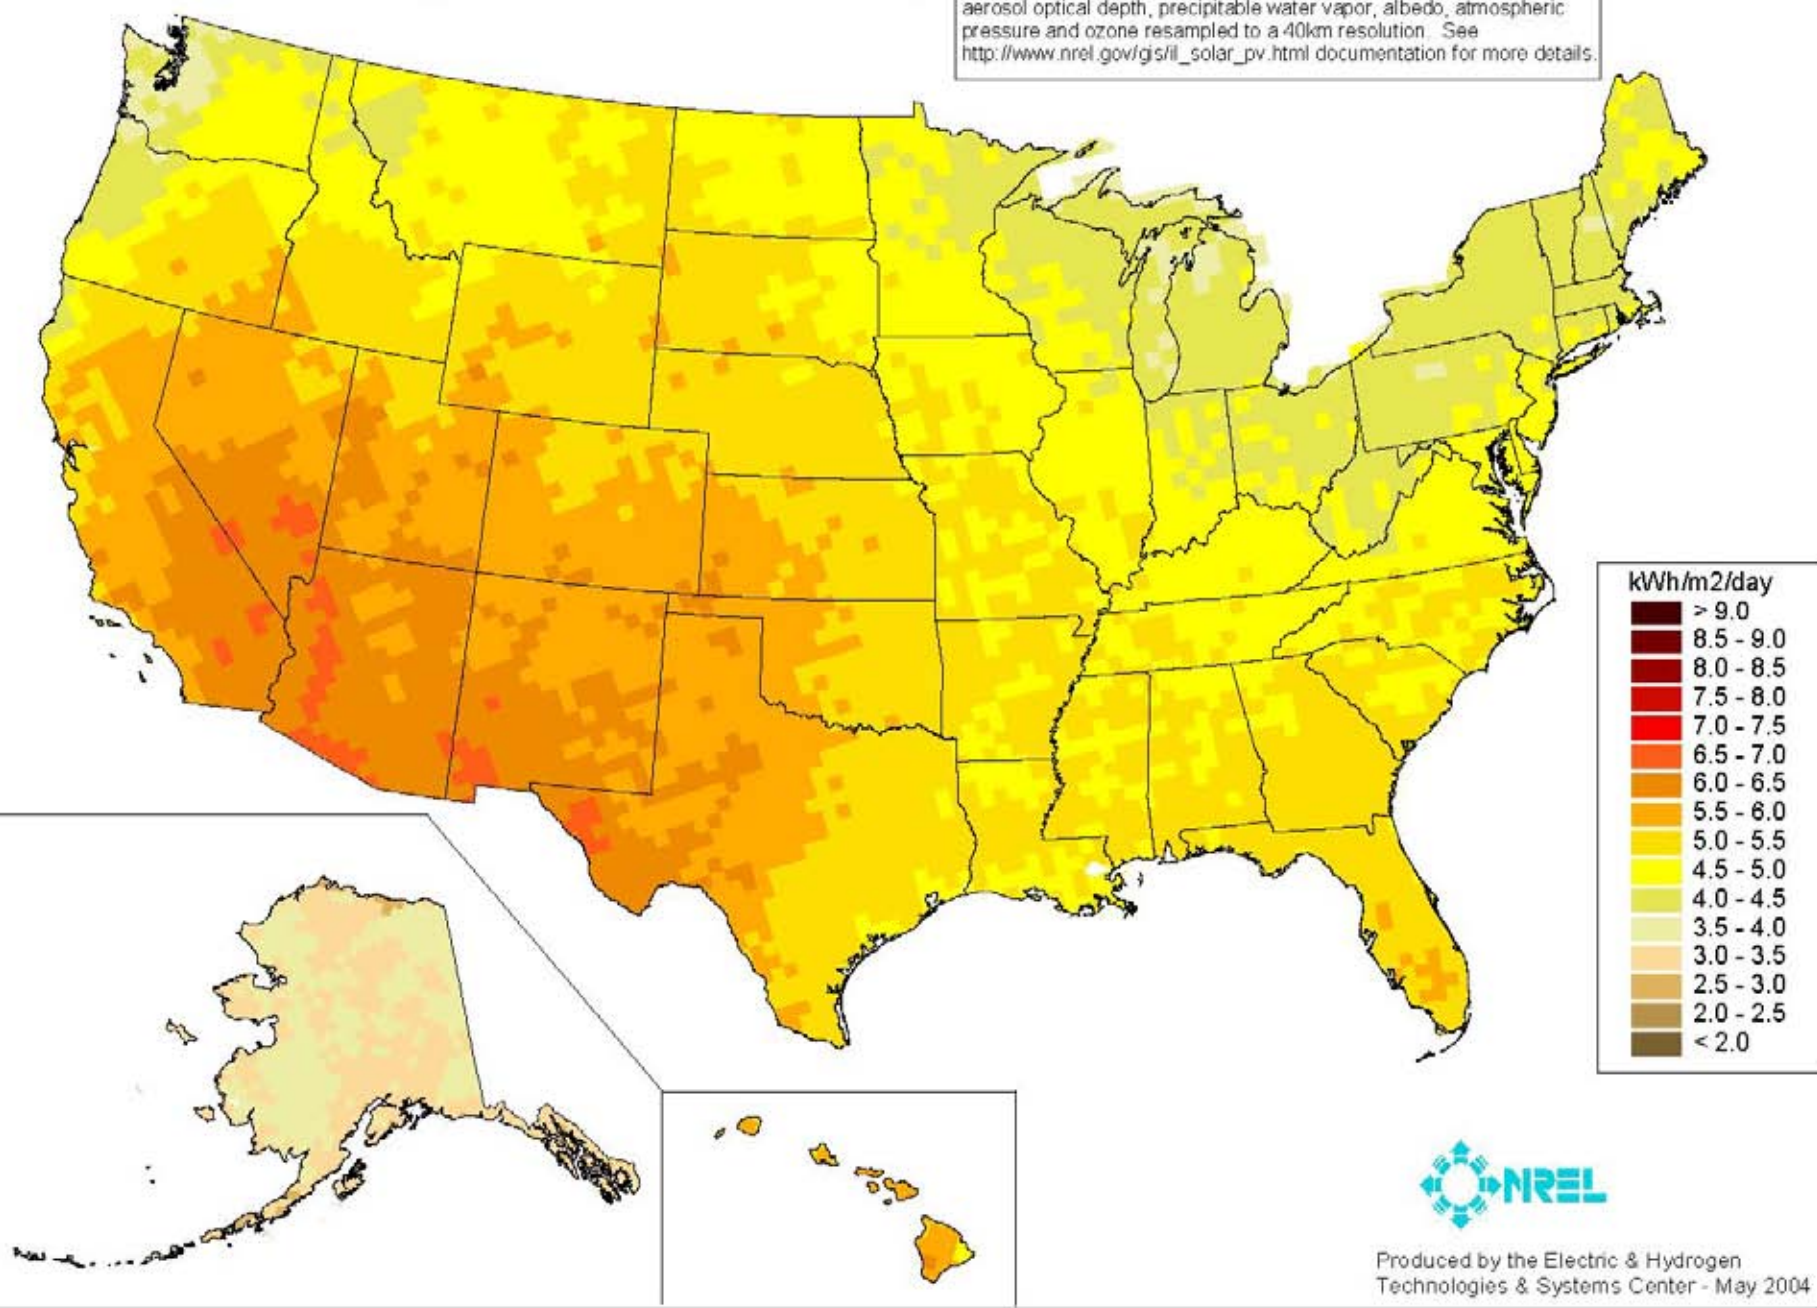 aerosol optical depth, precipitable water vapor, albedo, atmospheric
pressure and ozone resampled to a 40km resolution. See
http://www.nrel.gov/gis/il_solar_pv.html documentation for more details.
kWh/m2/day
> 9.0
8.5 - 9.0
8.0 - 8.5
7.5 - 8.0
7.0 - 7.5
6.5 - 7.0
6.0 - 6.5
5.5 - 6.0
5.0 - 5.5
4.5 - 5.0
4.0 - 4.5
3.5 - 4.0
3.0 - 3.5
2.5 - 3.0
2.0 - 2.5
< 2.0
NREL
Produced by the Electric & Hydrogen
Technologies & Systems Center - May 2004